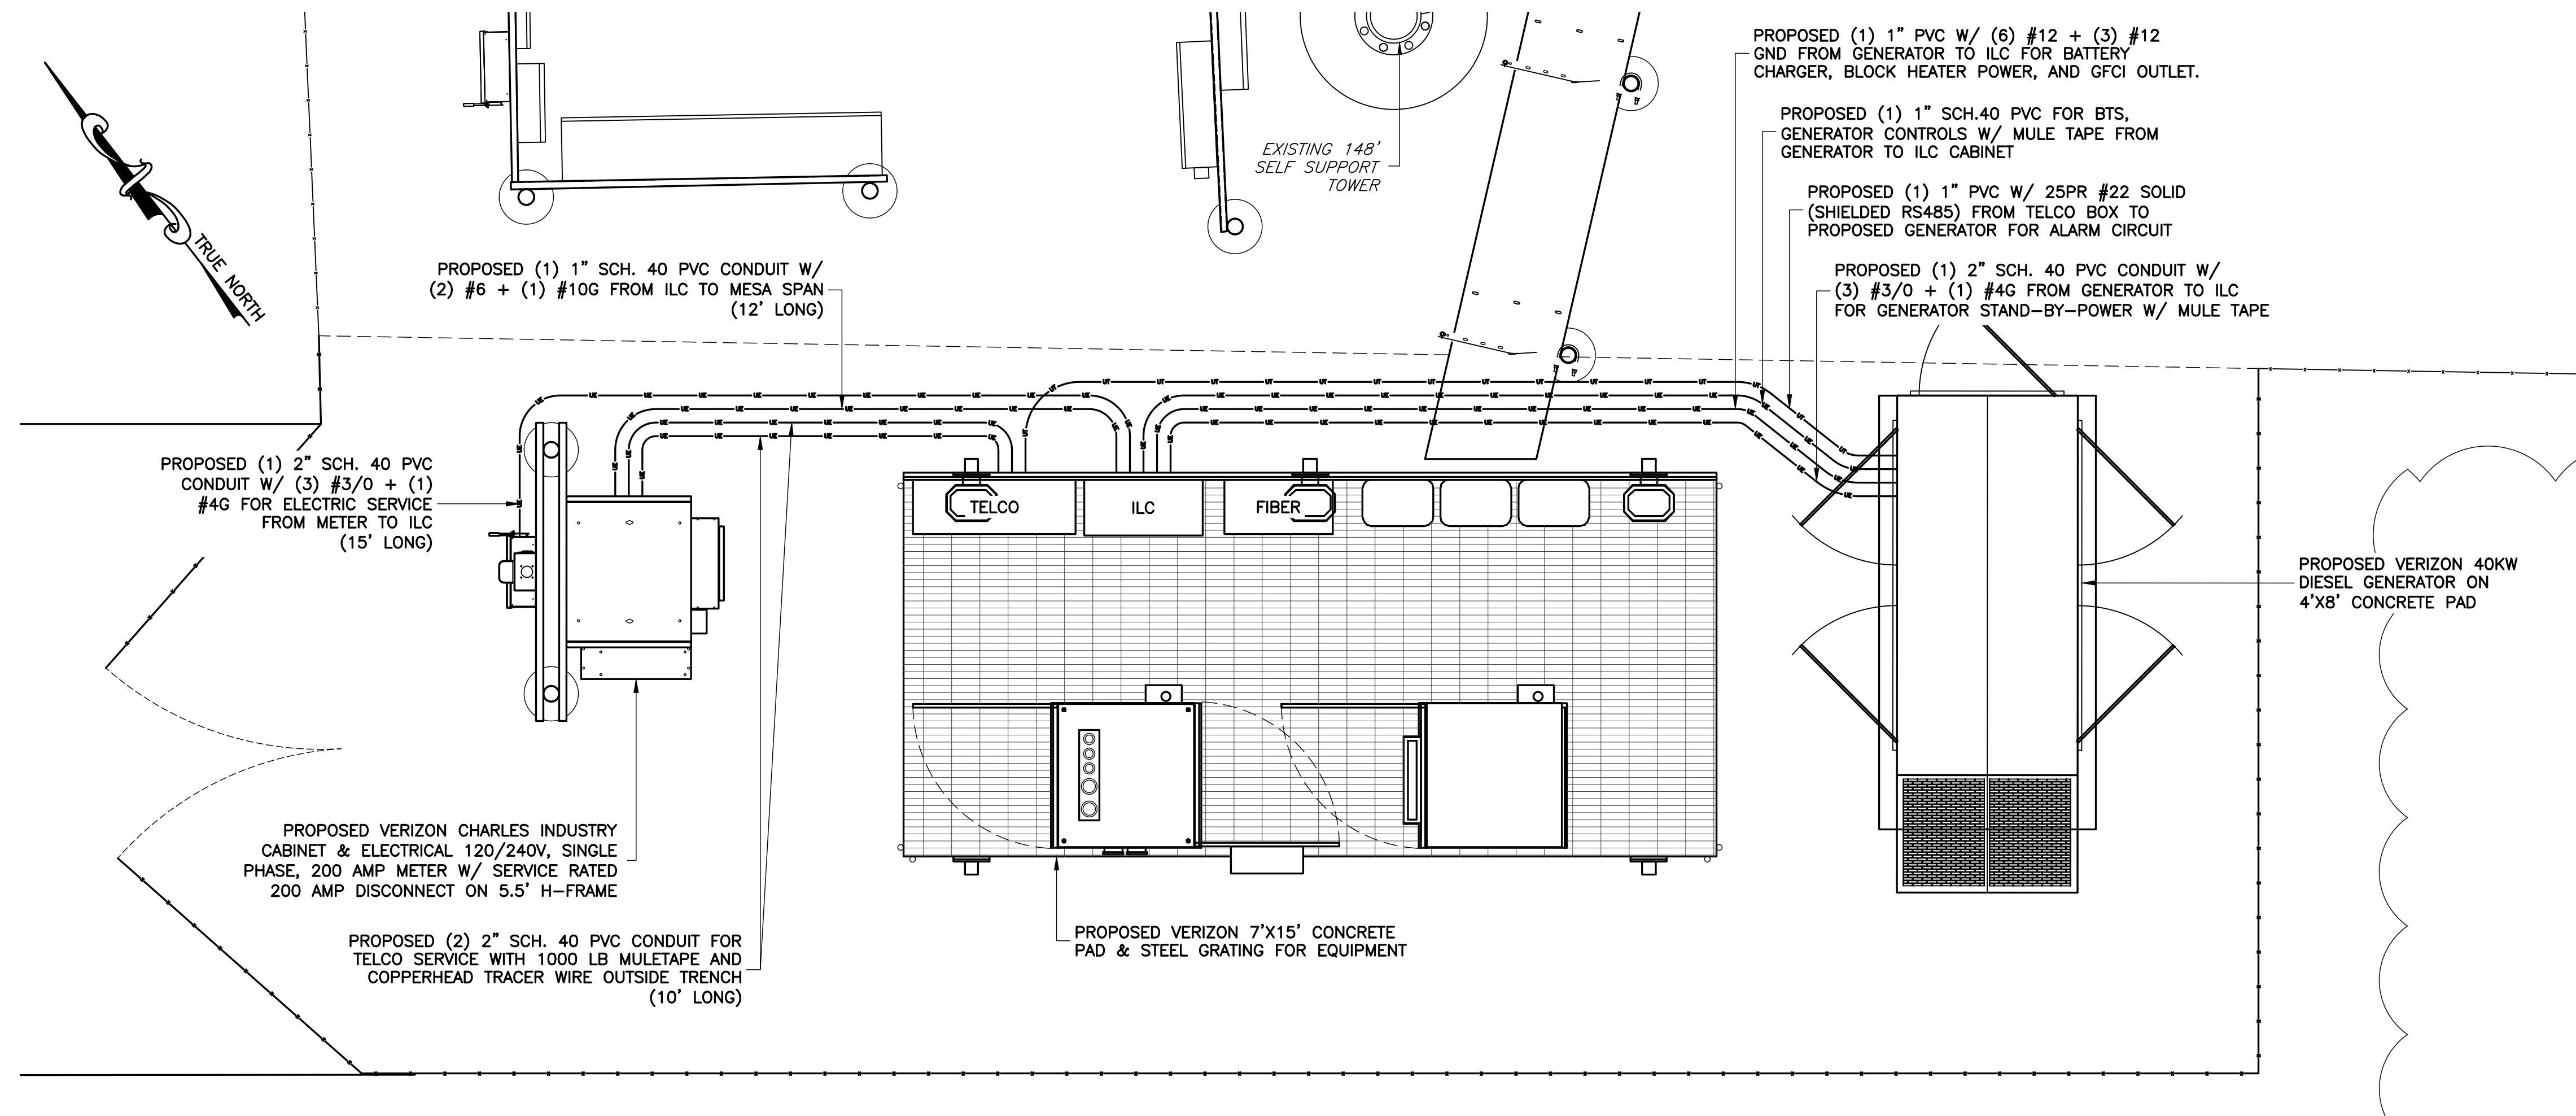 PROPOSED (1) 1" PVC W/ (6) #12 + (3) #12
GND FROM GENERATOR TO ILC FOR BATTERY
CHARGER, BLOCK HEATER POWER, AND GFCI OUTLET.
PROPOSED (1) 1" SCH.40 PVC FOR BTS,
GENERATOR CONTROLS W/ MULE TAPE FROM
GENERATOR TO ILC CABINET
EXISTING 148'
SELF SUPPORT
TOWER
PROPOSED (1) 1" PVC W/ 25PR #22 SOLID
(SHIELDED RS485) FROM TELCO BOX TO
PROPOSED GENERATOR FOR ALARM CIRCUIT
TRUE NORTH
PROPOSED (1) 1" SCH. 40 PVC CONDUIT W/
(2) #6 + (1) #10G FROM ILC TO MESA SPAN
(12' LONG)
PROPOSED (1) 2" SCH. 40 PVC CONDUIT W/
(3) #3/0 + (1) #4G FROM GENERATOR TO ILC
FOR GENERATOR STAND-BY-POWER W/ MULE TAPE
PROPOSED (1) 2" SCH. 40 PVC
CONDUIT W/ (3) #3/0 + (1)
#4G FOR ELECTRIC SERVICE
FROM METER TO ILC
(15' LONG)
TELCO
ILC
FIBER
PROPOSED VERIZON 40KW
DIESEL GENERATOR ON
4'X8' CONCRETE PAD
PROPOSED VERIZON CHARLES INDUSTRY
CABINET & ELECTRICAL 120/240V, SINGLE
PHASE, 200 AMP METER W/ SERVICE RATED
200 AMP DISCONNECT ON 5.5' H-FRAME
PROPOSED (2) 2" SCH. 40 PVC CONDUIT FOR
TELCO SERVICE WITH 1000 LB MULETAPE AND
COPPERHEAD TRACER WIRE OUTSIDE TRENCH
(10' LONG)
PROPOSED VERIZON 7'X15' CONCRETE
PAD & STEEL GRATING FOR EQUIPMENT